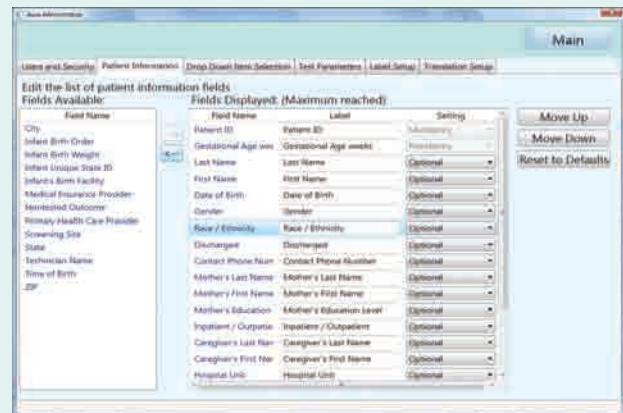 Aura Administration
Main
Users and Security Patient Information Drop Down Item Selection Test Parameters Label Setup Translation Setup
Edit the list of patient information fields
Fields Available:
Fields Displayed: (Maximum reached)
Field Name
City
Infant Birth Order
Infant Birth Weight
Infant Unique State ID
Infant's Birth Facility
Medical Insurance Provider
Nontested Outcome
Primary Health Care Provider
Screening Site
State
Technician Name
Time of Birth
ZIP
Field Name Label Setting
Patient ID Patient ID Mandatory
Gestational Age wee Gestational Age weeks Mandatory
Last Name Last Name Optional
First Name First Name Optional
Date of Birth Date of Birth Optional
Gender Gender Optional
Race / Ethnicity Race / Ethnicity Optional
Discharged Discharged Optional
Contact Phone Num Contact Phone Number Optional
Mother's Last Name Mother's Last Name Optional
Mother's First Name Mother's First Name Optional
Mother's Education Mother's Education Level Optional
Inpatient / Outpatie Inpatient / Outpatient Optional
Caregiver's Last Nar Caregiver's Last Name Optional
Caregiver's First Nar Caregiver's First Name Optional
Hospital Unit Hospital Unit Optional
Move Up
Move Down
Reset to Defaults